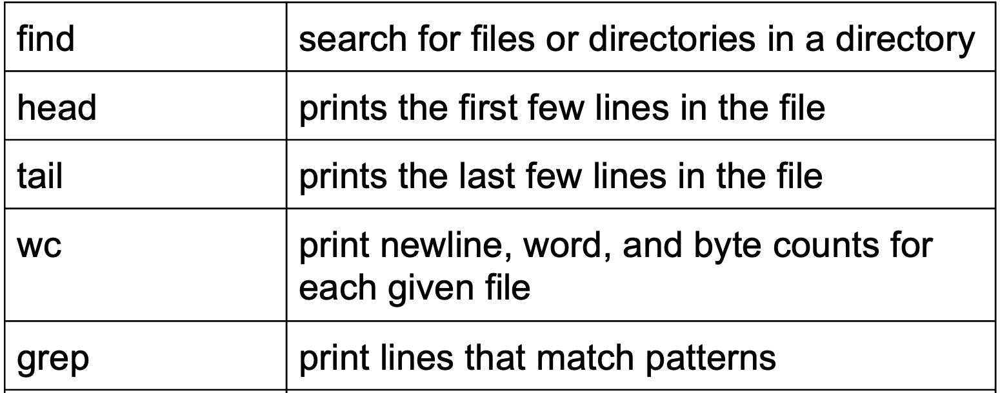 find search for files or directories in a directory
head prints the first few lines in the file
tail prints the last few lines in the file
wc print newline, word, and byte counts for
each given file
grep print lines that match patterns